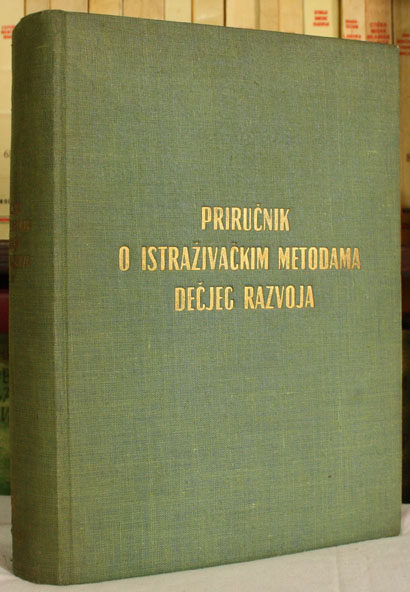 PRIRUČNIK
O ISTRAŽIVAČKIM METODAMA
DEČJEG RAZVOJA